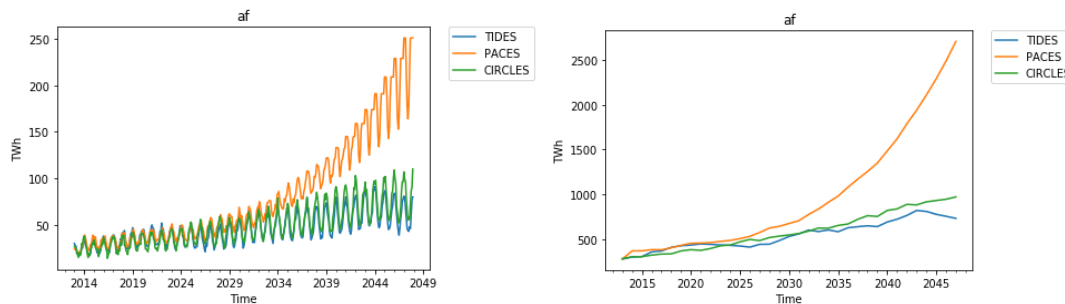 af
250
200
150
100
50
TWh
2014 2019 2024 2029 2034 2039 2044 2049
Time
TIDES
PACES
CIRCLES
af
2500
2000
1500
1000
500
TWh
2015 2020 2025 2030 2035 2040 2045
Time
TIDES
PACES
CIRCLES